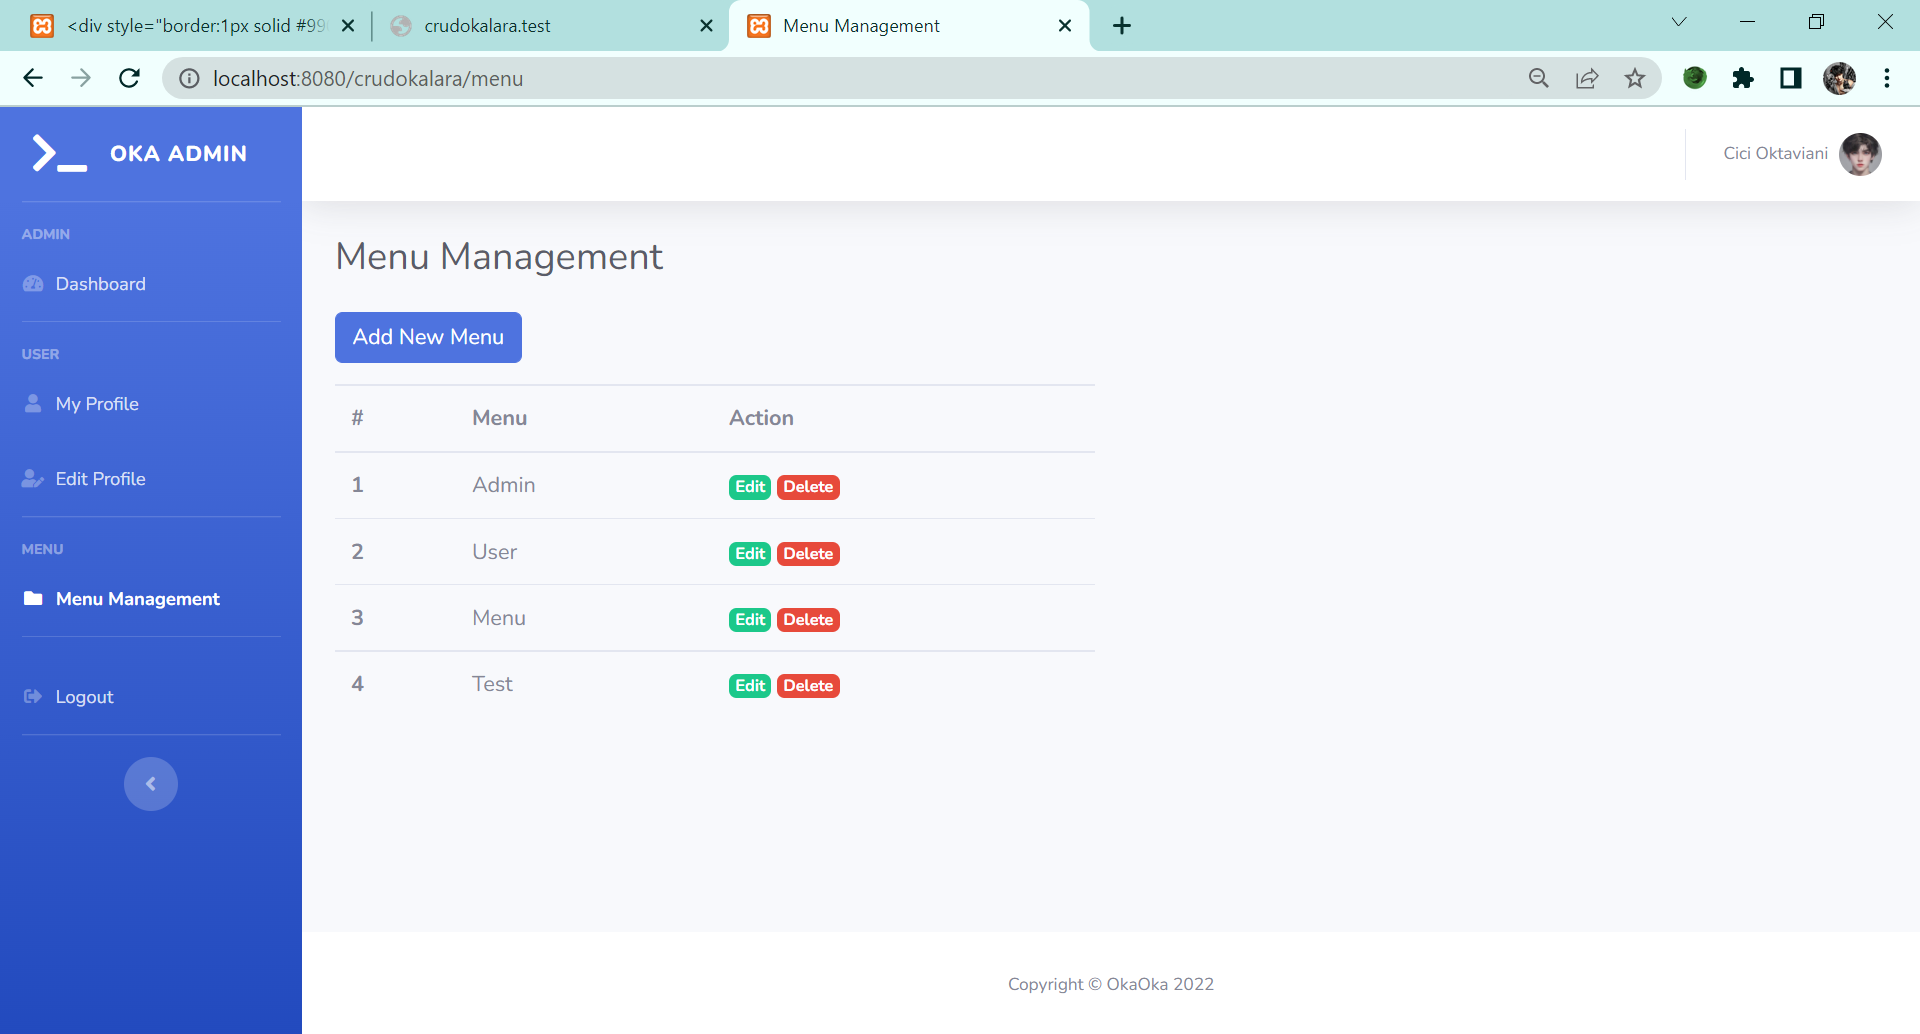 <div style="border:1px solid #99
crudokalara.test
Menu Management
localhost:8080/crudokalara/menu
OKA ADMIN
Cici Oktaviani
ADMIN
Dashboard
USER
My Profile
Edit Profile
MENU
Menu Management
Logout
Menu Management
Add New Menu
# Menu Action
1 Admin Edit Delete
2 User Edit Delete
3 Menu Edit Delete
4 Test Edit Delete
Copyright © OkaOka 2022